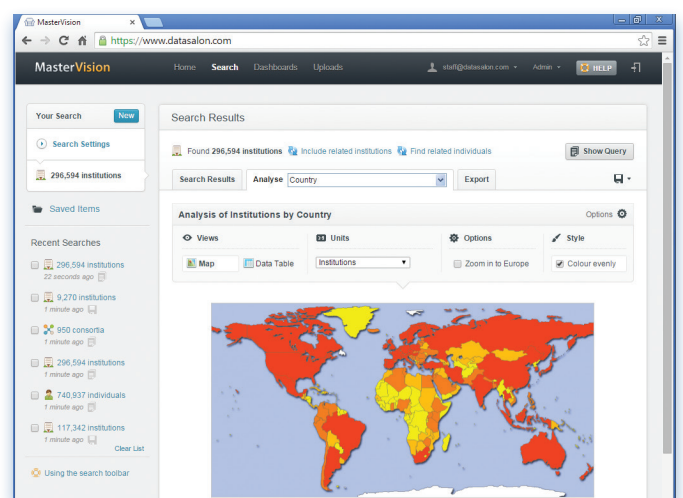 MasterVision
https://www.datasalon.com
MasterVision
Home Search Dashboards Uploads staff@datasalon.com Admin HELP
Your Search New
Search Settings
296,594 institutions
Saved Items
Recent Searches
296,594 institutions
22 seconds ago
9,270 institutions
1 minute ago
950 consortia
1 minute ago
296,594 institutions
1 minute ago
740,937 individuals
1 minute ago
117,342 institutions
1 minute ago
Clear List
Using the search toolbar
Search Results
Found 296,594 institutions Include related institutions Find related individuals Show Query
Search Results Analyse Country Export
Analysis of Institutions by Country Options
Views Units Options Style
Map Data Table Institutions Zoom in to Europe Colour evenly